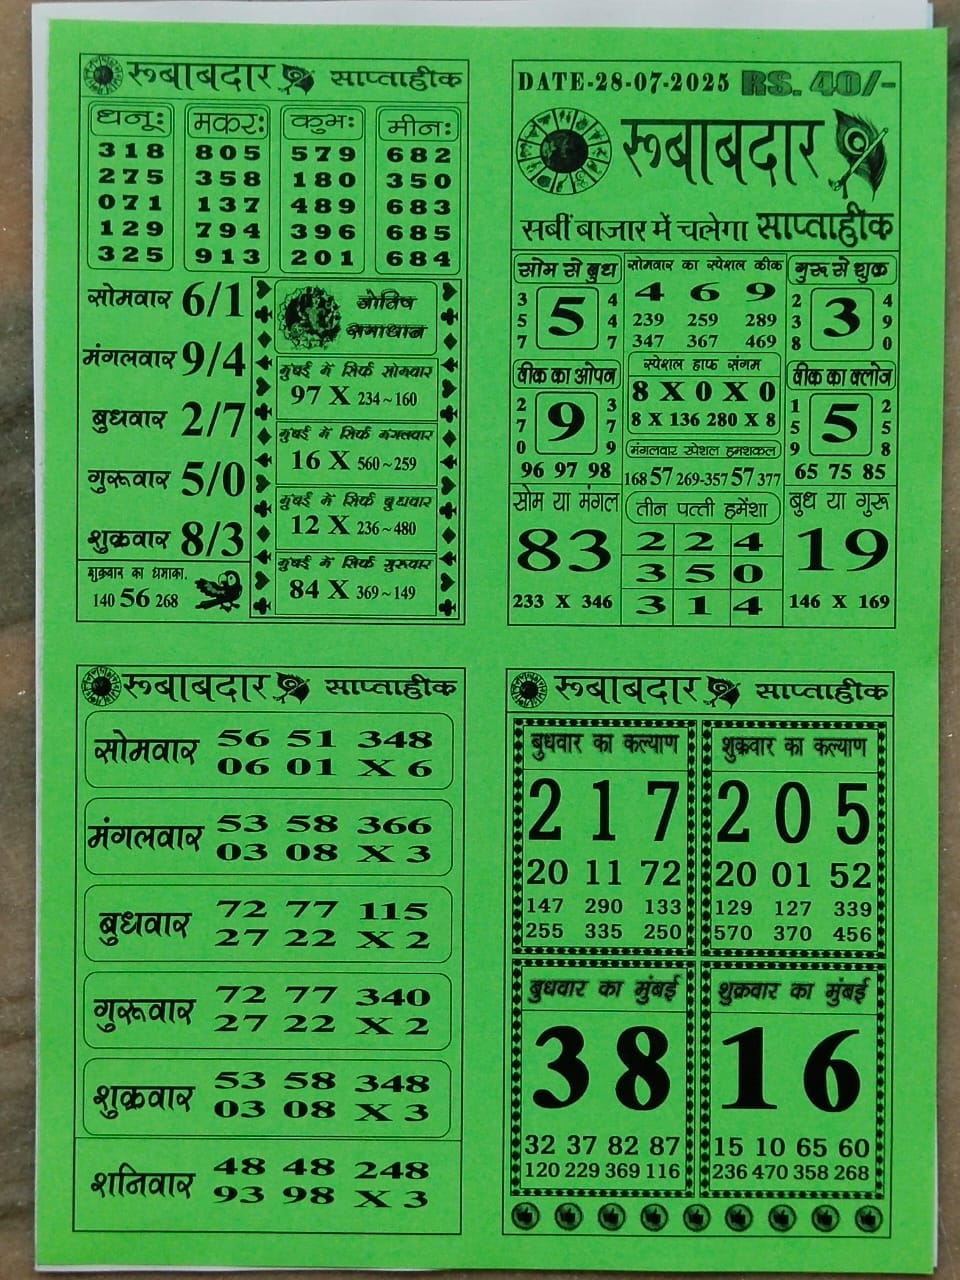 रूबाबदार साप्ताहीक
धनू: मकर: कुभ: मीन:
318 805 579 682
275 358 180 350
071 137 489 683
129 794 396 685
325 913 201 684
सोमवार 6/1
मंगलवार 9/4
बुधवार 2/7
गुरूवार 5/0
शुक्रवार 8/3
शुक्रवार का धमाका.
140 56 268
जोतिष
समाधान
मुंबई में सिर्फ सोमवार
97 X 234~160
मुंबई में सिर्फ मंगलवार
16 X 560~259
मुंबई में सिर्फ बुधवार
12 X 236~480
मुंबई में सिर्फ गुरूवार
84 X 369~149
DATE-28-07-2025 RS. 40/-
रूबाबदार
सबीं बाजार में चलेगा साप्ताहीक
सोम से बुध
3 5 7
5
4 4 7
वीक का ओपन
2 7 0
9
3 7 9
96 97 98
सोमवार का स्पेशल वीक
4 6 9
239 259 289
347 367 469
स्पेशल हाफ संगम
8 X 0 X 0
8 X 136 280 X 8
मंगलवार स्पेशल हमशकल
168 57 269-357 57 377
गुरू से शुक्र
2 3 8
3
4 9 0
वीक का क्लोज
1 5 9
5
2 5 8
65 75 85
सोम या मंगल
83
233 X 346
तीन पत्ती हमेंशा
2 2 4
3 5 0
3 1 4
बुध या गुरू
19
146 X 169
रूबाबदार साप्ताहीक
सोमवार 56 51 348
06 01 X 6
मंगलवार 53 58 366
03 08 X 3
बुधवार 72 77 115
27 22 X 2
गुरूवार 72 77 340
27 22 X 2
शुक्रवार 53 58 348
03 08 X 3
शनिवार 48 48 248
93 98 X 3
रूबाबदार साप्ताहीक
बुधवार का कल्याण
217
20 11 72
147 290 133
255 335 250
शुक्रवार का कल्याण
205
20 01 52
129 127 339
570 370 456
बुधवार का मुंबई
38
32 37 82 87
120 229 369 116
शुक्रवार का मुंबई
16
15 10 65 60
236 470 358 268